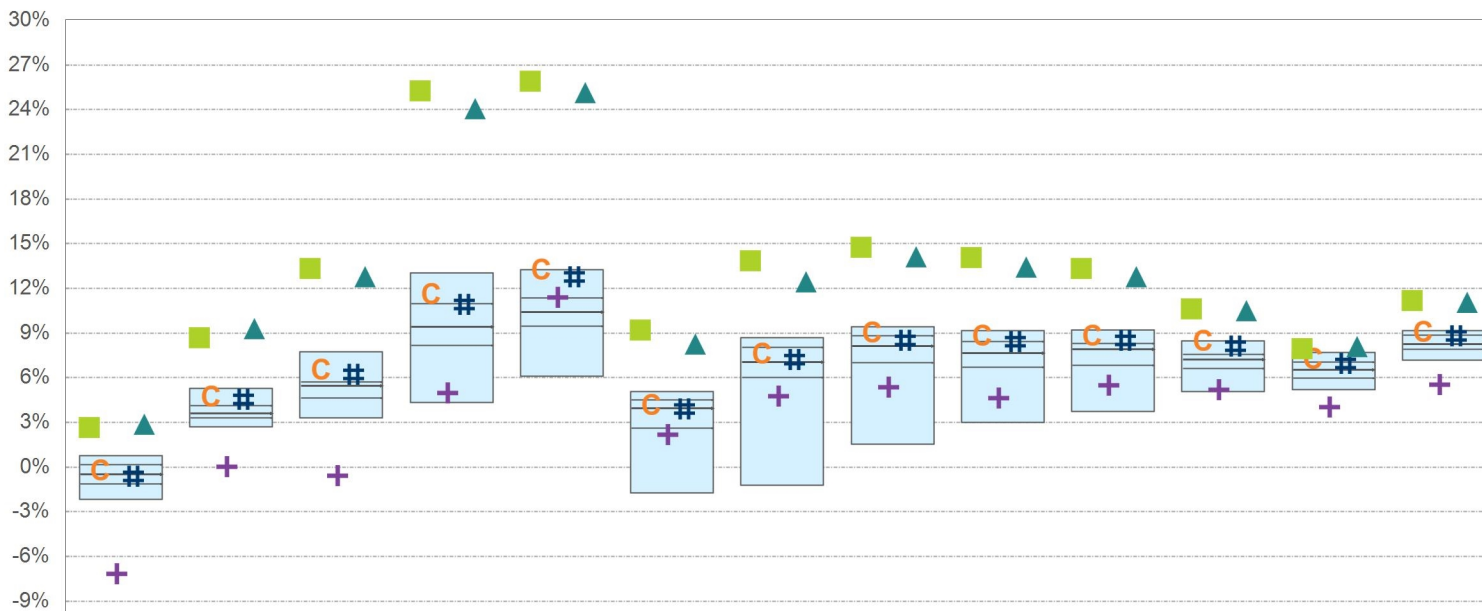 30%
27%
24%
21%
18%
15%
12%
9%
6%
3%
0%
-3%
-6%
-9%
C # +
C # +
C # +
C # +
C # +
C # +
C # +
C # +
C # +
C # +
C # +
C # +
C # +